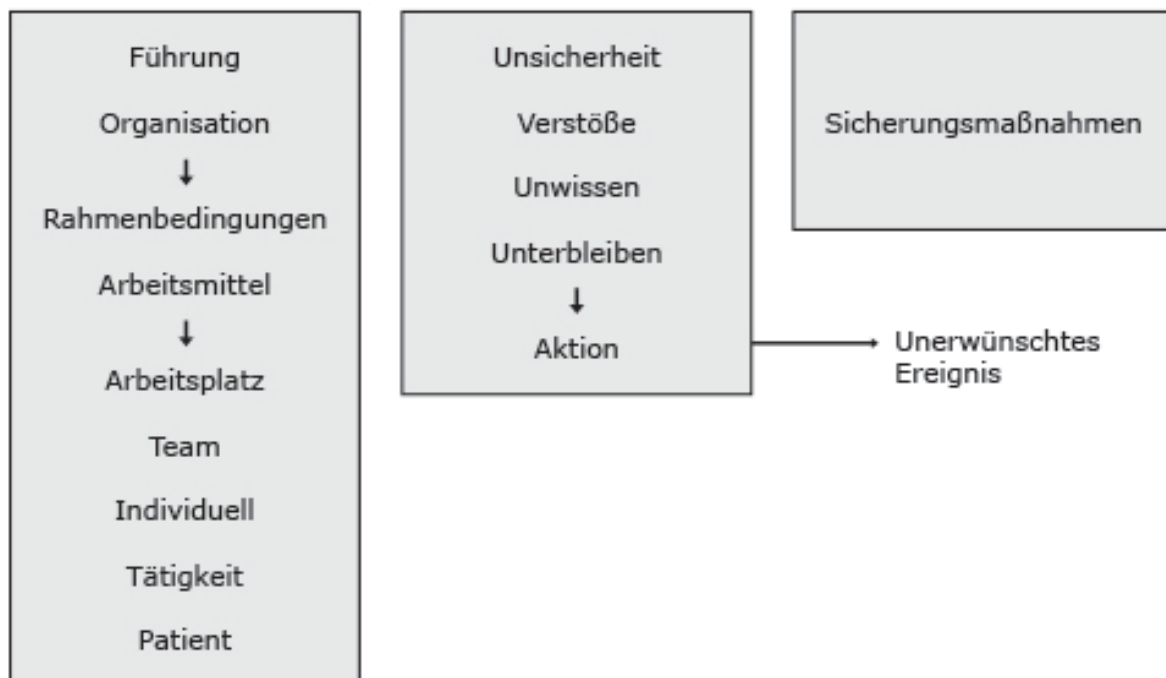 Führung
Organisation
Rahmenbedingungen
Arbeitsmittel
Arbeitsplatz
Team
Individuell
Tätigkeit
Patient
Unsicherheit
Verstöße
Unwissen
Unterbleiben
Aktion
Sicherungsmaßnahmen
Unerwünschtes
Ereignis